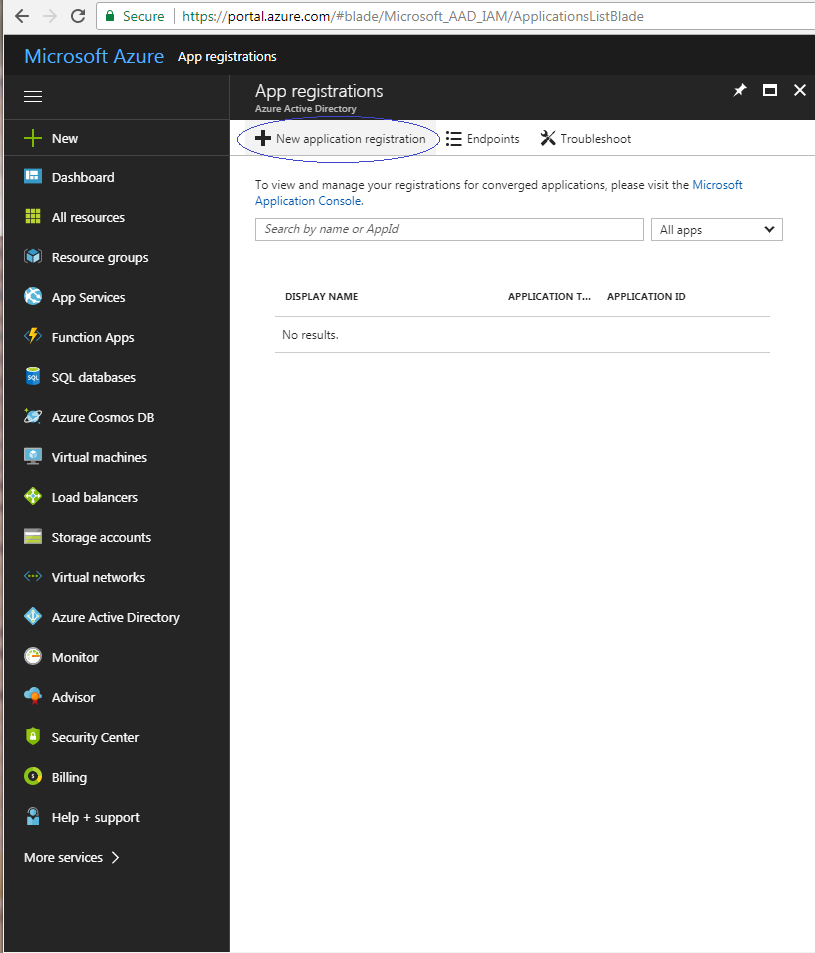 Secure https://portal.azure.com/#blade/Microsoft_AAD_IAM/ApplicationsListBlade
Microsoft Azure App registrations
App registrations
Azure Active Directory
New application registration Endpoints Troubleshoot
To view and manage your registrations for converged applications, please visit the Microsoft
Application Console.
Search by name or AppId All apps
DISPLAY NAME APPLICATION T... APPLICATION ID
No results.
New
Dashboard
All resources
Resource groups
App Services
Function Apps
SQL databases
Azure Cosmos DB
Virtual machines
Load balancers
Storage accounts
Virtual networks
Azure Active Directory
Monitor
Advisor
Security Center
Billing
Help + support
More services